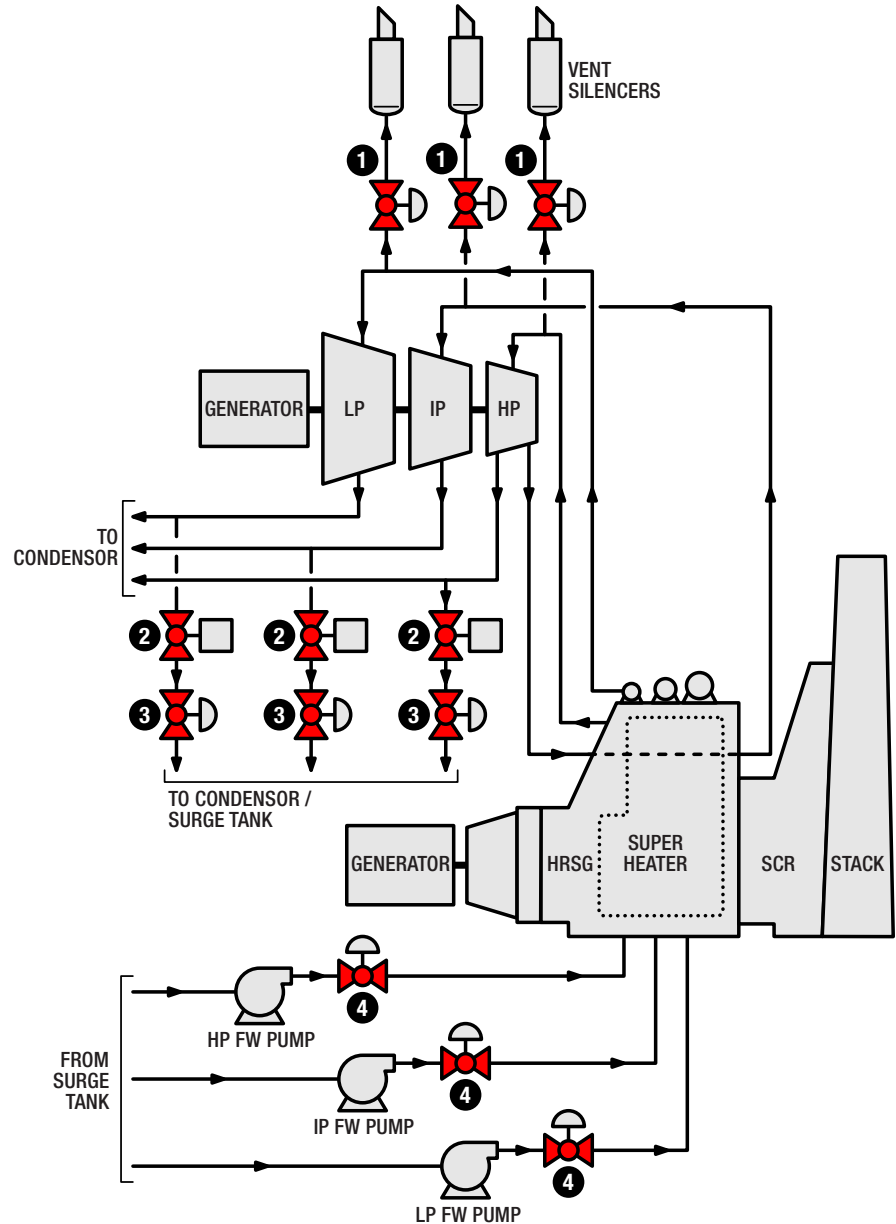 VENT
SILENCERS
1
1
1
GENERATOR
LP
IP
HP
TO
CONDENSOR
2
2
2
3
3
3
TO CONDENSOR /
SURGE TANK
GENERATOR
HRSG
SUPER
HEATER
SCR
STACK
4
HP FW PUMP
FROM
SURGE
TANK
4
IP FW PUMP
4
LP FW PUMP